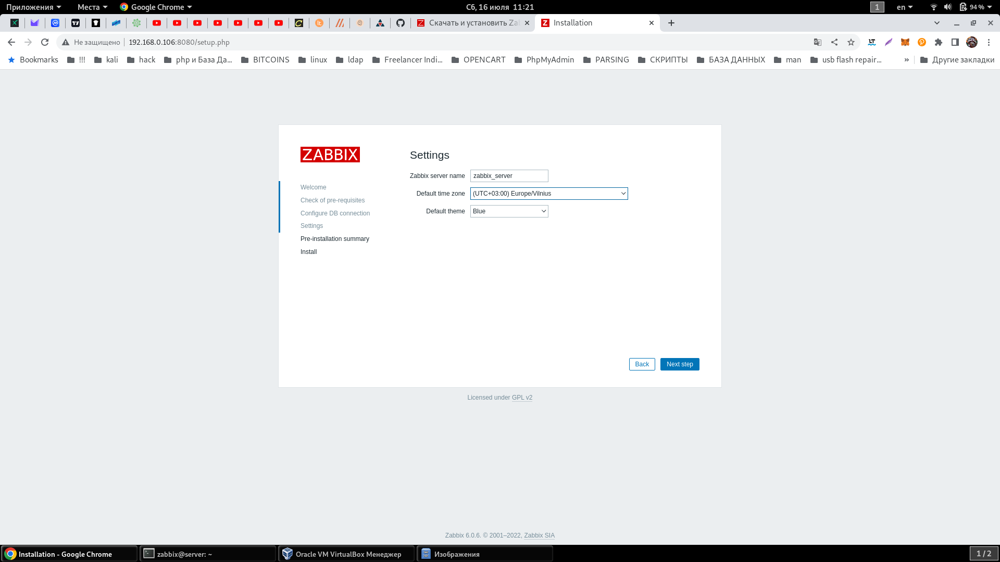 Приложения Места Google Chrome Сб, 16 июля 11:21 1 en 94 %
Скачать и установить Zab Installation
Не защищено 192.168.0.106:8080/setup.php
Bookmarks !!! kali hack php и База Да... BITCOINS linux ldap Freelancer Indi... OPENCART PhpMyAdmin PARSING СКРИПТЫ БАЗА ДАННЫХ man usb flash repair... » Другие закладки
ZABBIX
Welcome
Check of pre-requisites
Configure DB connection
Settings
Pre-installation summary
Install
Settings
Zabbix server name zabbix_server
Default time zone (UTC+03:00) Europe/Vilnius
Default theme Blue
Back Next step
Licensed under GPL v2
Zabbix 6.0.6. © 2001–2022, Zabbix SIA
Installation - Google Chrome zabbix@server: ~ Oracle VM VirtualBox Менеджер Изображения 1 / 2